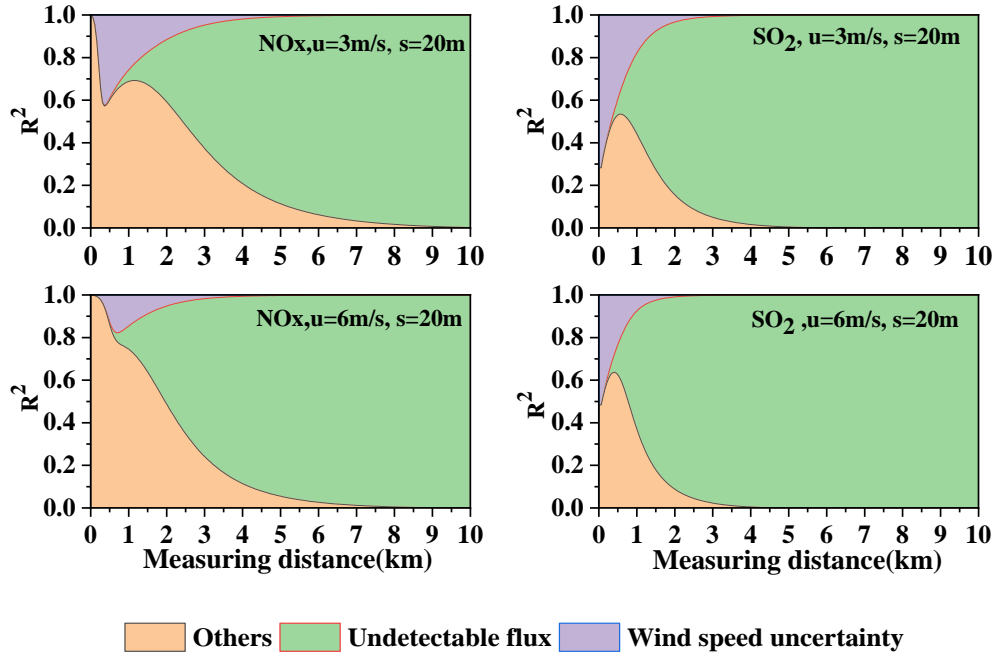 NOx,u=3m/s, s=20m
R²
1.0
0.8
0.6
0.4
0.2
0.0
0 1 2 3 4 5 6 7 8 9 10
SO₂, u=3m/s, s=20m
R²
1.0
0.8
0.6
0.4
0.2
0.0
0 1 2 3 4 5 6 7 8 9 10
NOx,u=6m/s, s=20m
R²
1.0
0.8
0.6
0.4
0.2
0.0
0 1 2 3 4 5 6 7 8 9 10
Measuring distance(km)
SO₂ ,u=6m/s, s=20m
R²
1.0
0.8
0.6
0.4
0.2
0.0
0 1 2 3 4 5 6 7 8 9 10
Measuring distance(km)
Others Undetectable flux Wind speed uncertainty